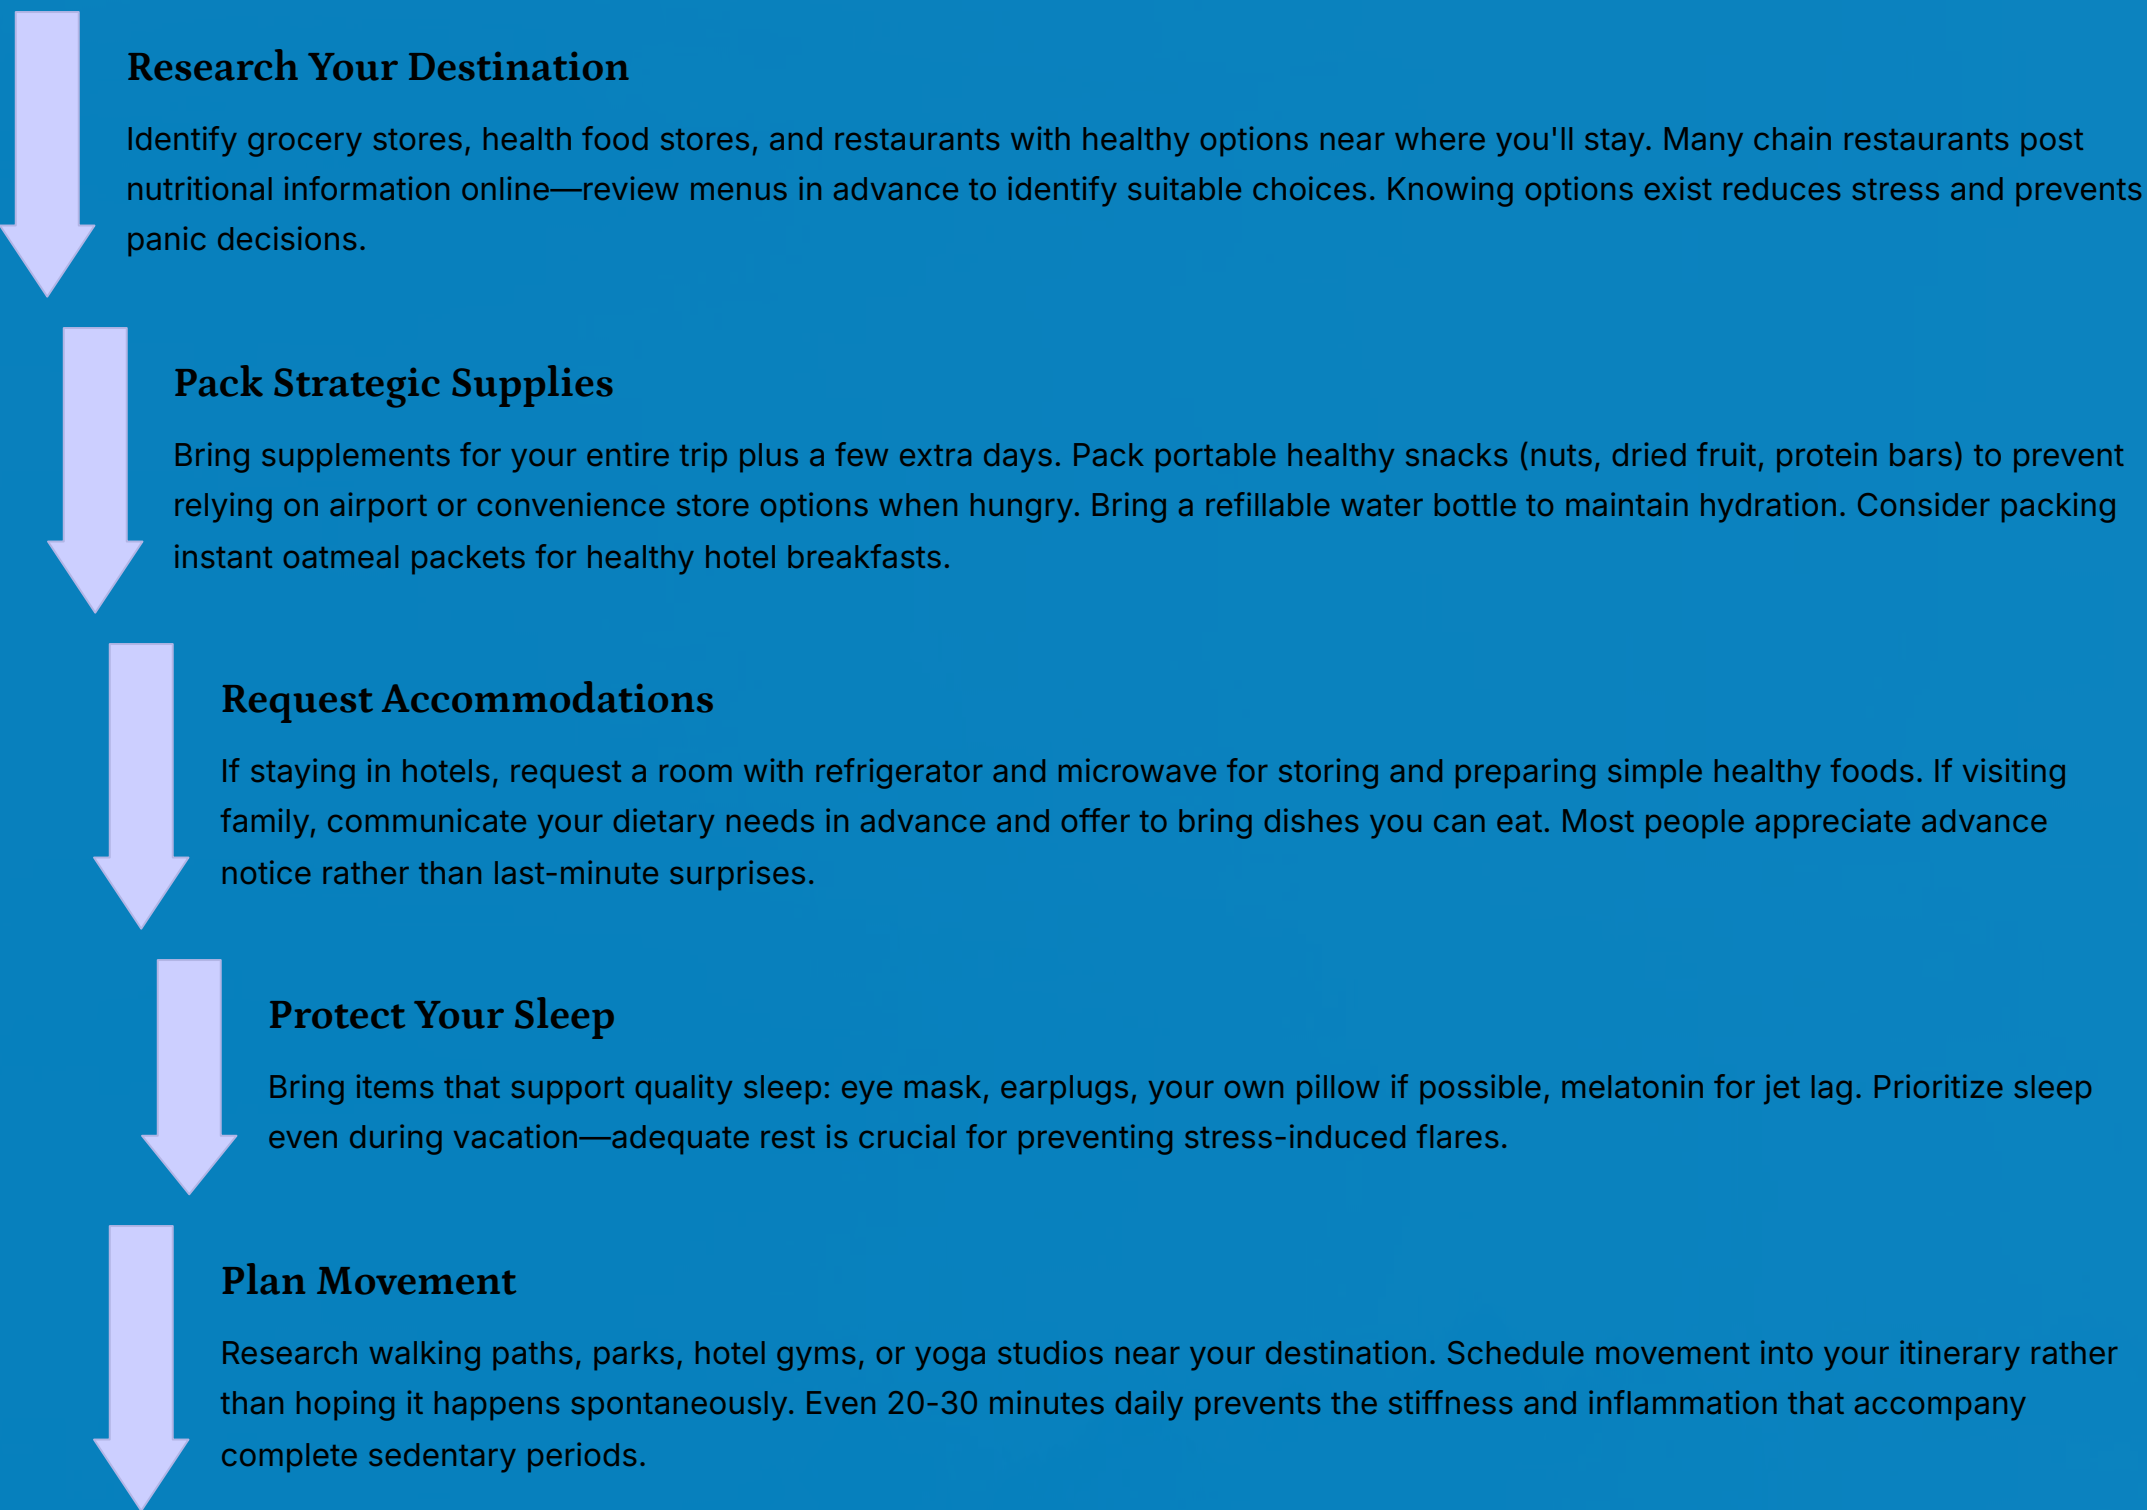 Research Your Destination
Identify grocery stores, health food stores, and restaurants with healthy options near where you'll stay. Many chain restaurants post
nutritional information online—review menus in advance to identify suitable choices. Knowing options exist reduces stress and prevents
panic decisions.
Pack Strategic Supplies
Bring supplements for your entire trip plus a few extra days. Pack portable healthy snacks (nuts, dried fruit, protein bars) to prevent
relying on airport or convenience store options when hungry. Bring a refillable water bottle to maintain hydration. Consider packing
instant oatmeal packets for healthy hotel breakfasts.
Request Accommodations
If staying in hotels, request a room with refrigerator and microwave for storing and preparing simple healthy foods. If visiting
family, communicate your dietary needs in advance and offer to bring dishes you can eat. Most people appreciate advance
notice rather than last-minute surprises.
Protect Your Sleep
Bring items that support quality sleep: eye mask, earplugs, your own pillow if possible, melatonin for jet lag. Prioritize sleep
even during vacation—adequate rest is crucial for preventing stress-induced flares.
Plan Movement
Research walking paths, parks, hotel gyms, or yoga studios near your destination. Schedule movement into your itinerary rather
than hoping it happens spontaneously. Even 20-30 minutes daily prevents the stiffness and inflammation that accompany
complete sedentary periods.